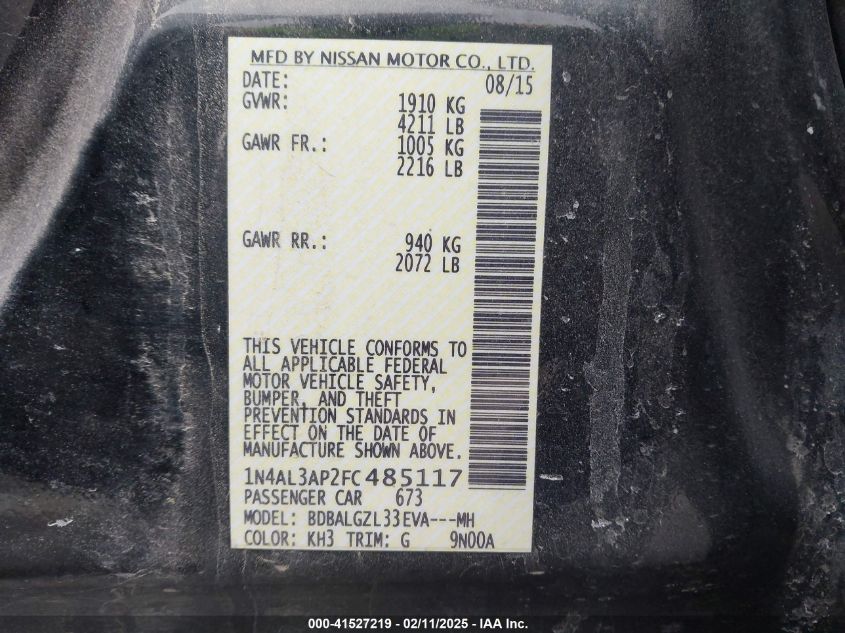 MFD BY NISSAN MOTOR CO., LTD.
DATE: 08/15
GVWR: 1910 KG
4211 LB
GAWR FR.: 1005 KG
2216 LB
GAWR RR.: 940 KG
2072 LB
THIS VEHICLE CONFORMS TO
ALL APPLICABLE FEDERAL
MOTOR VEHICLE SAFETY,
BUMPER, AND THEFT
PREVENTION STANDARDS IN
EFFECT ON THE DATE OF
MANUFACTURE SHOWN ABOVE.
1N4AL3AP2FC485117
PASSENGER CAR 673
MODEL: BDBALGZL33EVA---MH
COLOR: KH3 TRIM: G 9N00A
000-41527219 - 02/11/2025 - IAA Inc.